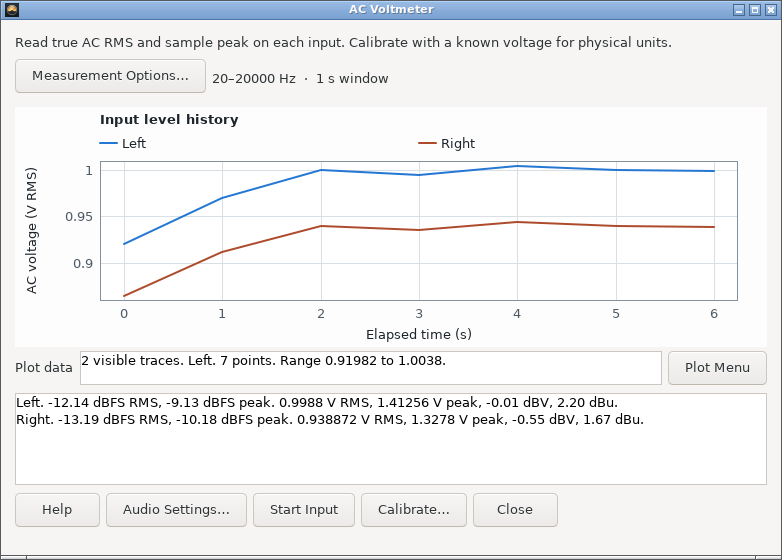 AC Voltmeter
Read true AC RMS and sample peak on each input. Calibrate with a known voltage for physical units.
Measurement Options... 20–20000 Hz · 1 s window
Input level history
Left Right
AC voltage (V RMS)
1
0.95
0.9
0 1 2 3 4 5 6
Elapsed time (s)
Plot data 2 visible traces. Left. 7 points. Range 0.91982 to 1.0038. Plot Menu
Left. -12.14 dBFS RMS, -9.13 dBFS peak. 0.9988 V RMS, 1.41256 V peak, -0.01 dBV, 2.20 dBu.
Right. -13.19 dBFS RMS, -10.18 dBFS peak. 0.938872 V RMS, 1.3278 V peak, -0.55 dBV, 1.67 dBu.
Help Audio Settings... Start Input Calibrate... Close